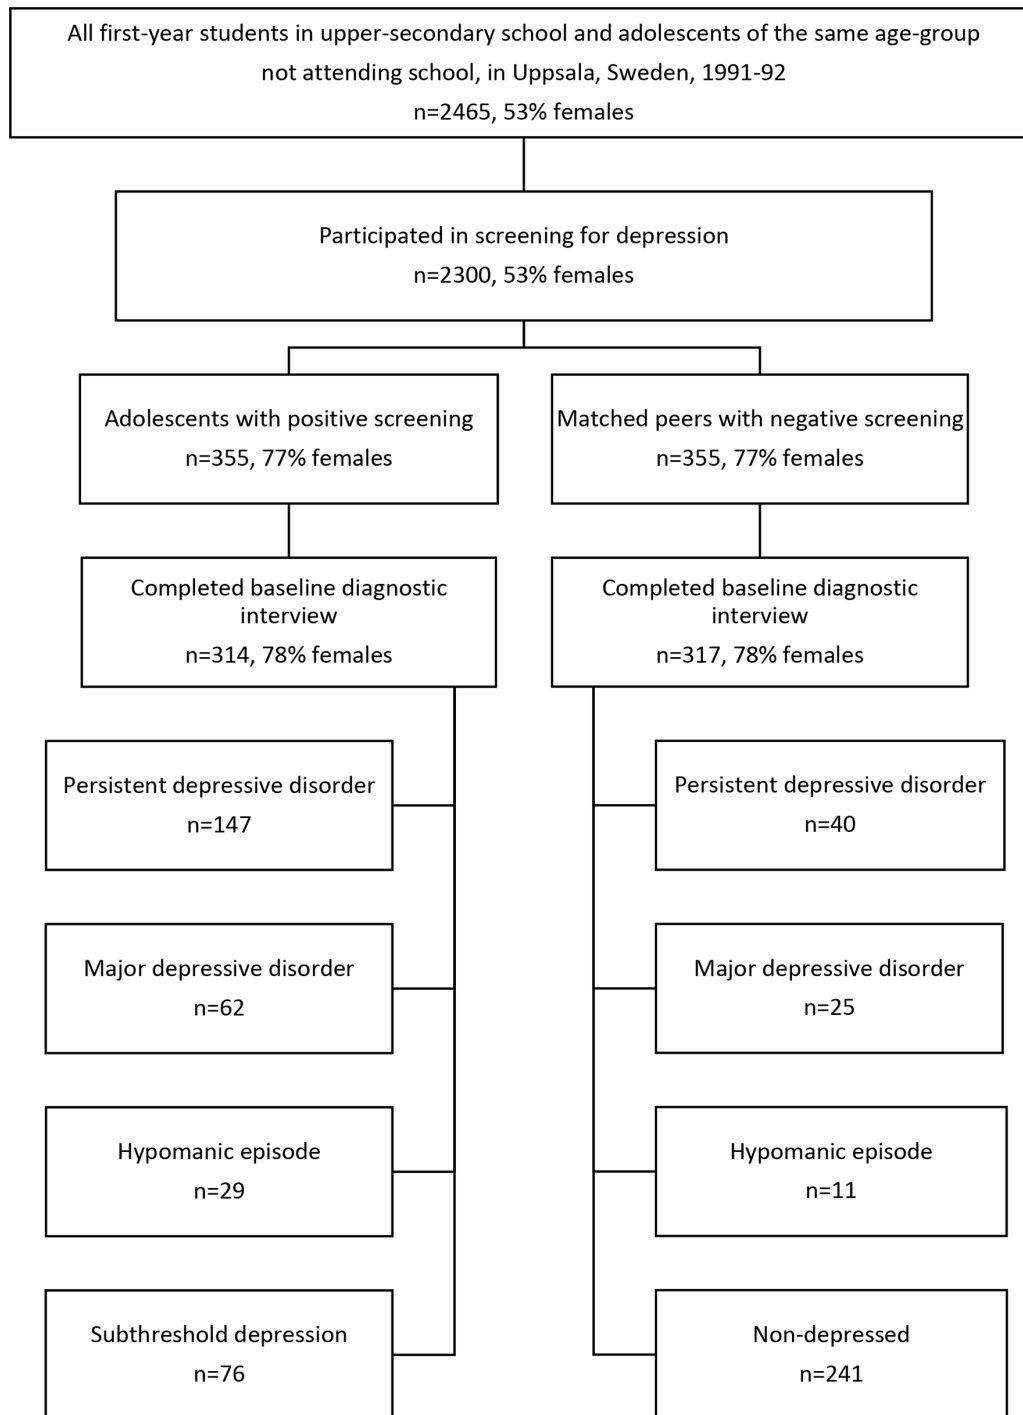 All first-year students in upper-secondary school and adolescents of the same age-group
not attending school, in Uppsala, Sweden, 1991-92
n=2465, 53% females
Participated in screening for depression
n=2300, 53% females
Adolescents with positive screening
n=355, 77% females
Matched peers with negative screening
n=355, 77% females
Completed baseline diagnostic
interview
n=314, 78% females
Completed baseline diagnostic
interview
n=317, 78% females
Persistent depressive disorder
n=147
Persistent depressive disorder
n=40
Major depressive disorder
n=62
Major depressive disorder
n=25
Hypomanic episode
n=29
Hypomanic episode
n=11
Subthreshold depression
n=76
Non-depressed
n=241